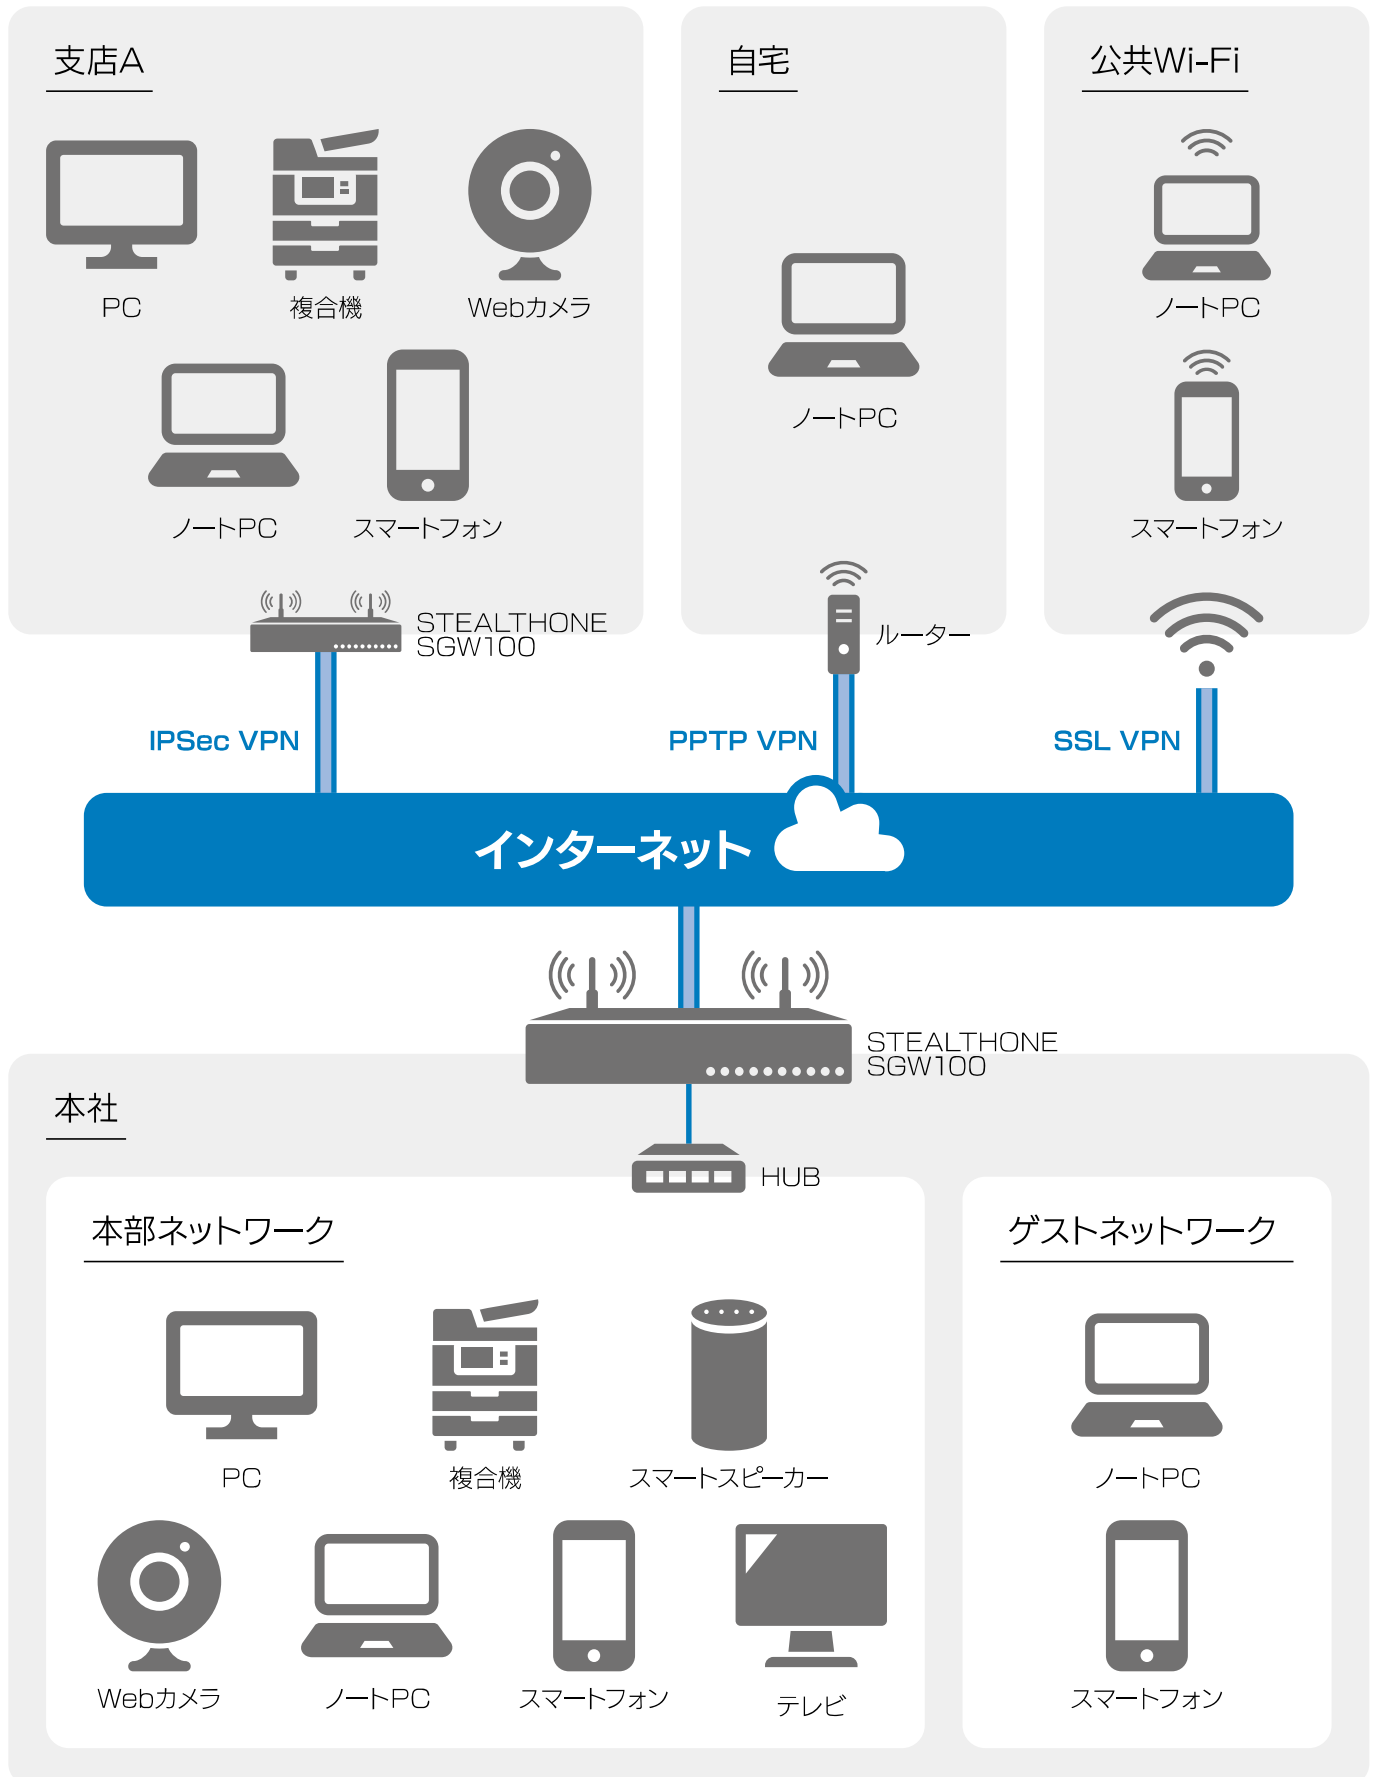 支店A
PC
複合機
Webカメラ
ノートPC
スマートフォン
STEALTHONE
SGW100
自宅
ノートPC
ルーター
公共Wi-Fi
ノートPC
スマートフォン
IPSec VPN
PPTP VPN
SSL VPN
インターネット
STEALTHONE
SGW100
本社
HUB
本部ネットワーク
PC
複合機
スマートスピーカー
Webカメラ
ノートPC
スマートフォン
テレビ
ゲストネットワーク
ノートPC
スマートフォン